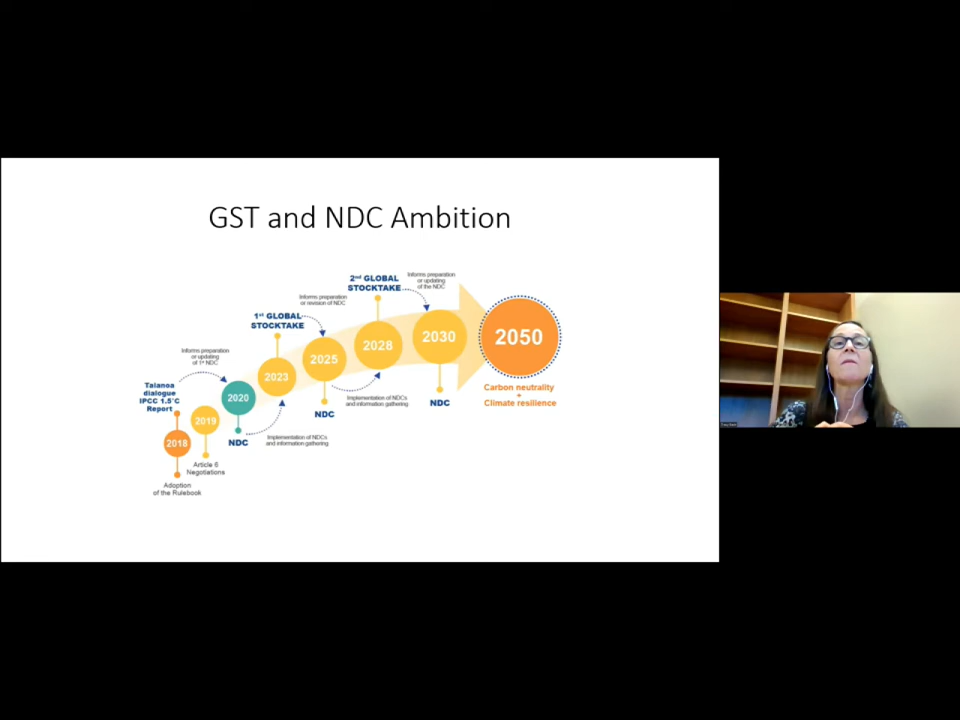 GST and NDC Ambition
2nd GLOBAL
STOCKTAKE
Informs preparation
or updating
of the NDC
Informs preparation
or revision of NDC
1st GLOBAL
STOCKTAKE
Informs preparation
or updating
of 1st NDC
Talanoa
dialogue
IPCC 1.5°C
Report
2018
2019
2020
2023
2025
2028
2030
2050
Carbon neutrality
+
Climate resilience
Implementation of NDCs
and information gathering
NDC
NDC
NDC
Implementation of NDCs
and information gathering
Article 6
Negotiations
Adoption
of the Rulebook